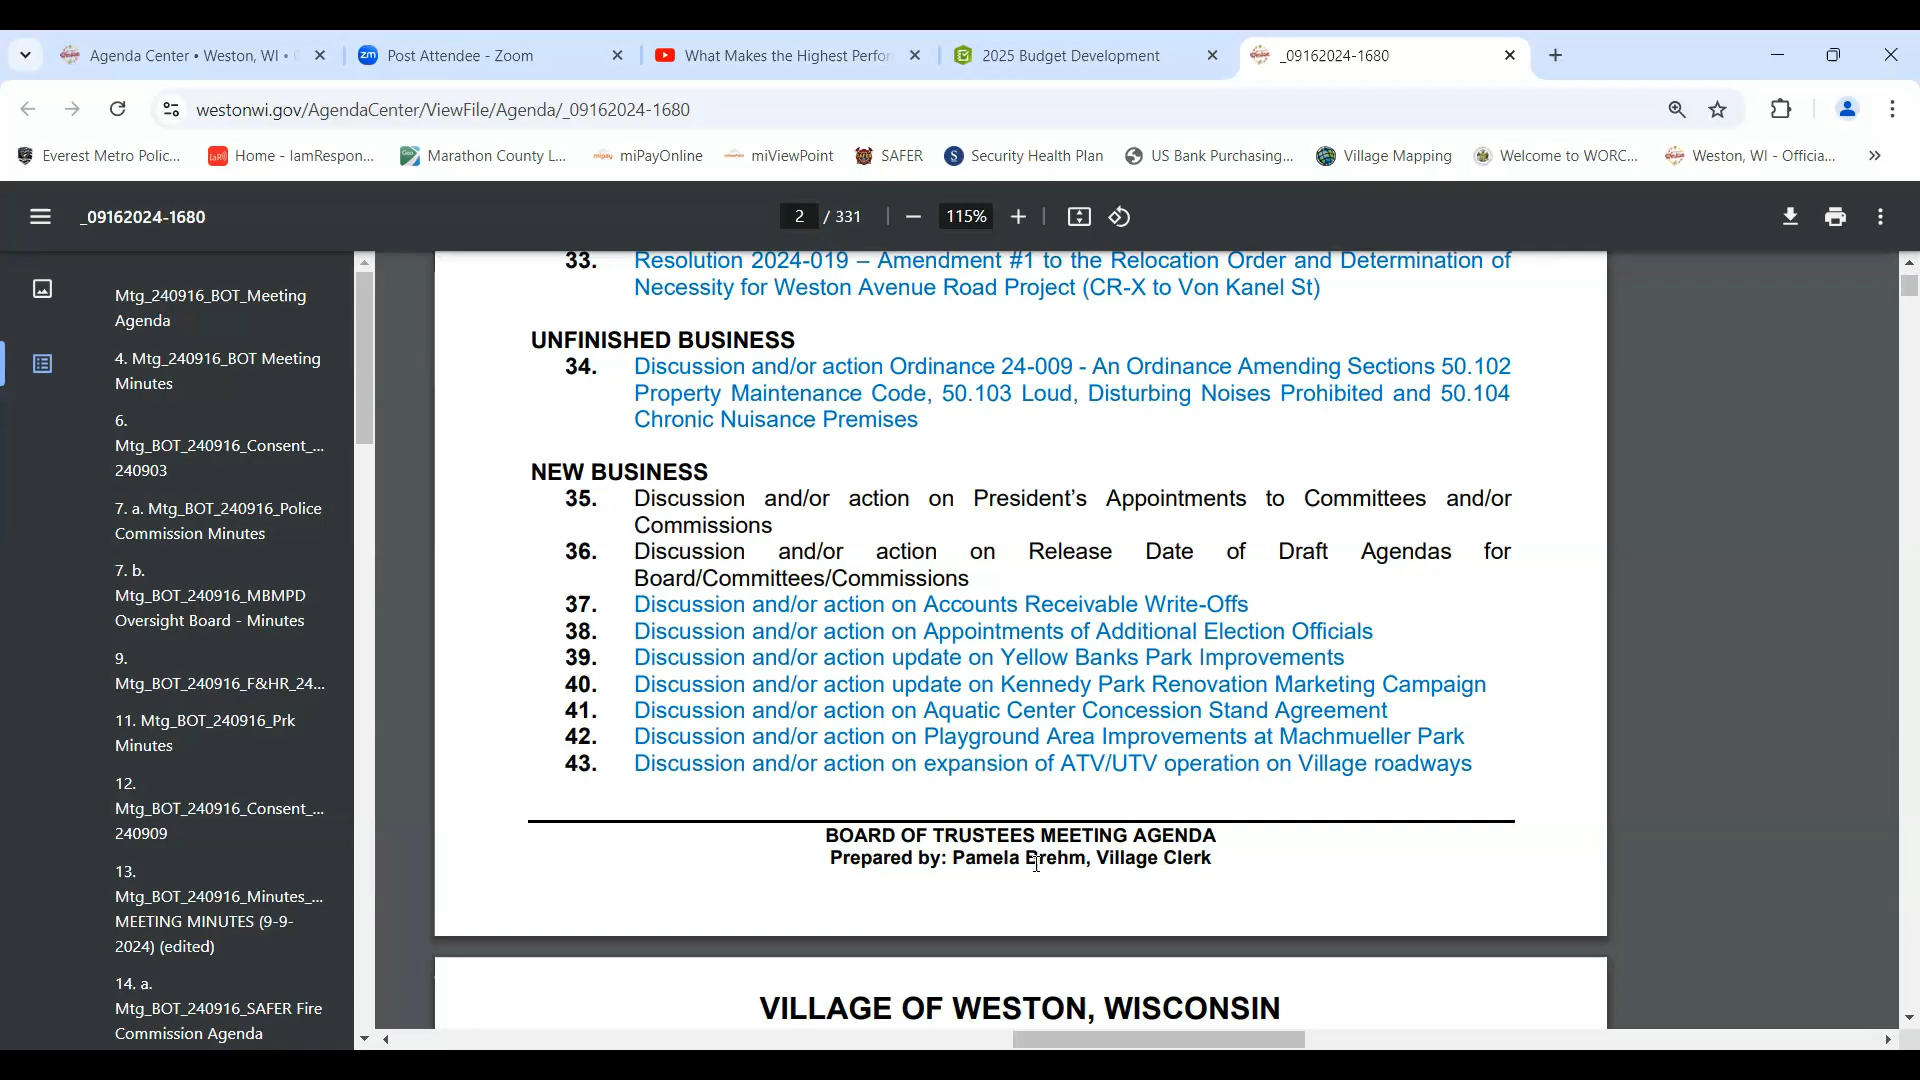 Agenda Center • Weston, WI •
Post Attendee - Zoom
What Makes the Highest Perfor
2025 Budget Development
_09162024-1680
westonwi.gov/AgendaCenter/ViewFile/Agenda/_09162024-1680
Everest Metro Polic...
Home - IamRespon...
Marathon County L...
miPayOnline
miViewPoint
SAFER
Security Health Plan
US Bank Purchasing...
Village Mapping
Welcome to WORC...
Weston, WI - Officia...
_09162024-1680
2 / 331
115%
Mtg_240916_BOT_Meeting
Agenda
4. Mtg_240916_BOT Meeting
Minutes
6.
Mtg_BOT_240916_Consent_...
240903
7. a. Mtg_BOT_240916_Police
Commission Minutes
7. b.
Mtg_BOT_240916_MBMPD
Oversight Board - Minutes
9.
Mtg_BOT_240916_F&HR_24...
11. Mtg_BOT_240916_Prk
Minutes
12.
Mtg_BOT_240916_Consent_...
240909
13.
Mtg_BOT_240916_Minutes_...
MEETING MINUTES (9-9-
2024) (edited)
14. a.
Mtg_BOT_240916_SAFER Fire
Commission Agenda
33. Resolution 2024-019 – Amendment #1 to the Relocation Order and Determination of
Necessity for Weston Avenue Road Project (CR-X to Von Kanel St)
UNFINISHED BUSINESS
34. Discussion and/or action Ordinance 24-009 - An Ordinance Amending Sections 50.102
Property Maintenance Code, 50.103 Loud, Disturbing Noises Prohibited and 50.104
Chronic Nuisance Premises
NEW BUSINESS
35. Discussion and/or action on President's Appointments to Committees and/or
Commissions
36. Discussion and/or action on Release Date of Draft Agendas for
Board/Committees/Commissions
37. Discussion and/or action on Accounts Receivable Write-Offs
38. Discussion and/or action on Appointments of Additional Election Officials
39. Discussion and/or action update on Yellow Banks Park Improvements
40. Discussion and/or action update on Kennedy Park Renovation Marketing Campaign
41. Discussion and/or action on Aquatic Center Concession Stand Agreement
42. Discussion and/or action on Playground Area Improvements at Machmueller Park
43. Discussion and/or action on expansion of ATV/UTV operation on Village roadways
BOARD OF TRUSTEES MEETING AGENDA
Prepared by: Pamela Brehm, Village Clerk
VILLAGE OF WESTON, WISCONSIN